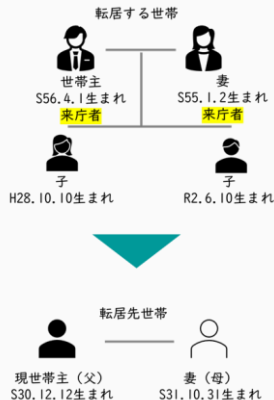 転居する世帯
世帯主 妻
S56.4.1生まれ S55.1.2生まれ
来庁者 来庁者
子 子
H28.10.10生まれ R2.6.10生まれ
転居先世帯
現世帯主（父） 妻（母）
S30.12.12生まれ S31.10.31生まれ